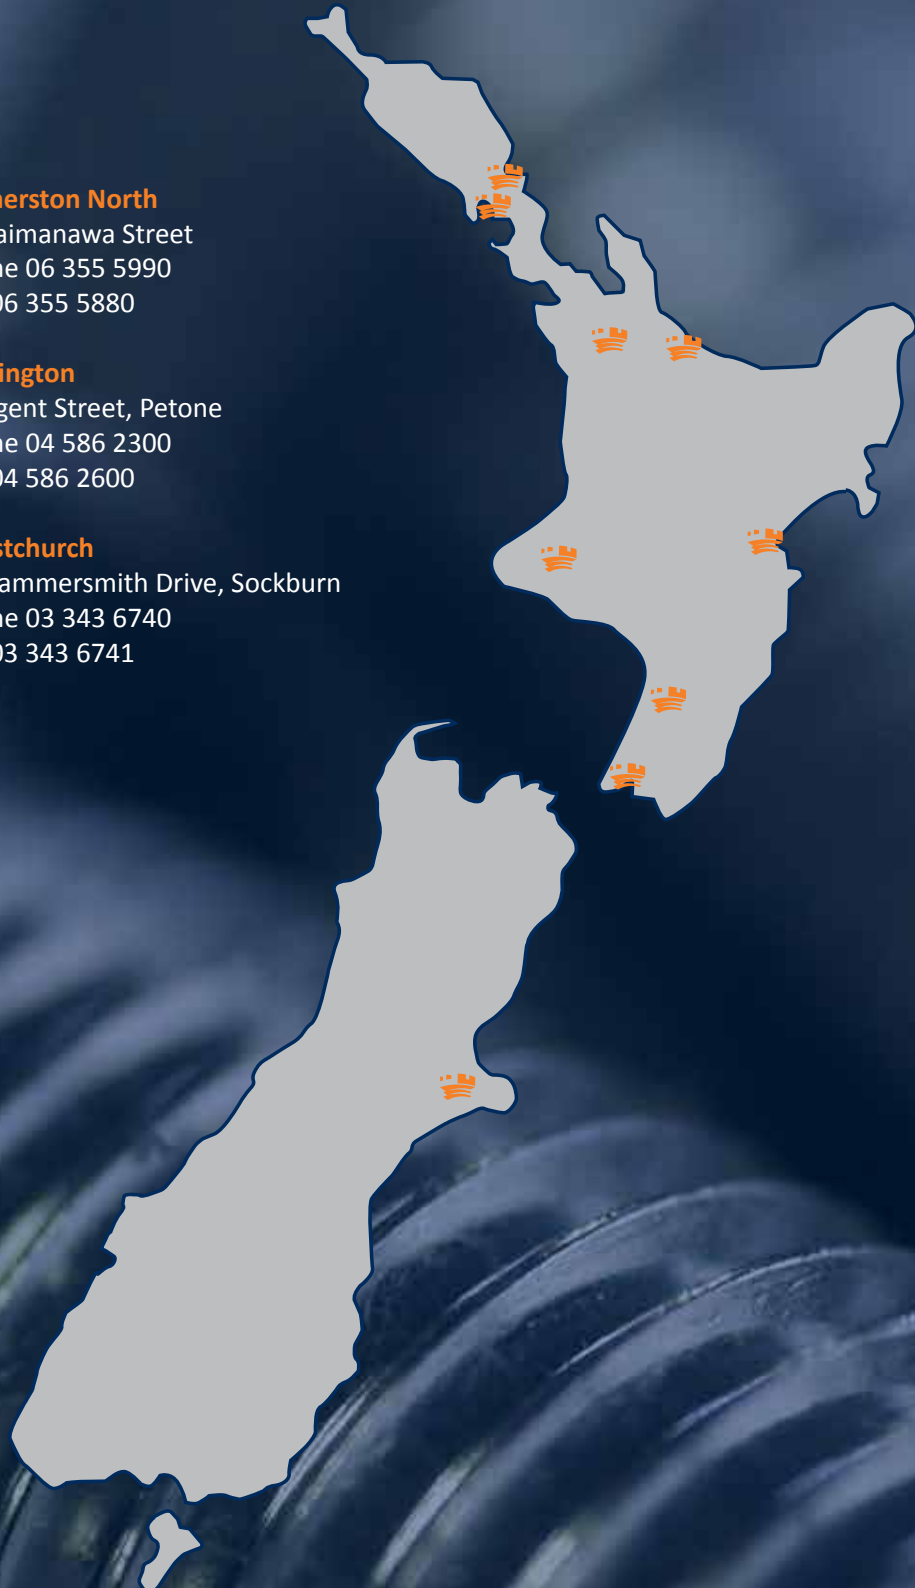 erston North
aimanawa Street
ne 06 355 5990
06 355 5880
ington
gent Street, Petone
ne 04 586 2300
04 586 2600
stchurch
ammersmith Drive, Sockburn
ne 03 343 6740
03 343 6741